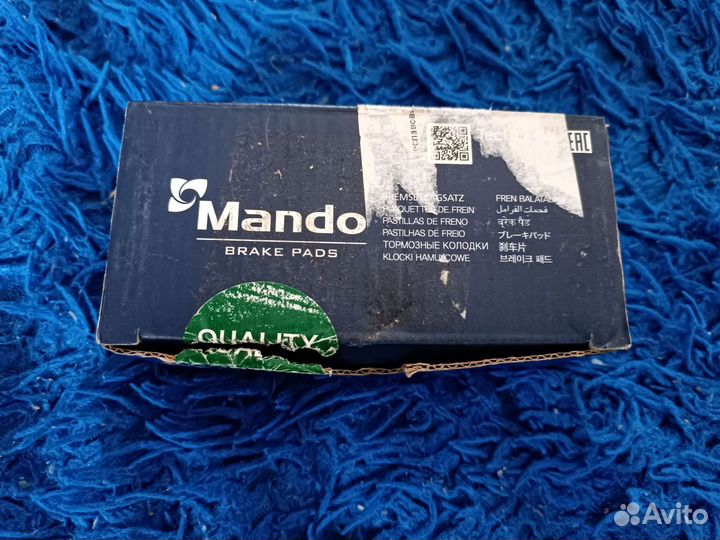 Mando
BRAKE PADS
BREMSBELAGSATZ
PLAQUETTES DE FREIN
PASTILLAS DE FRENO
PASTILHAS DE FREIO
ТОРМОЗНЫЕ КОЛОДКИ
KLOCKI HAMULCOWE
FREN BALATA
فحمات الفرامل
ब्रेक पैड
ブレーキパッド
刹车片
브레이크 패드
Tec
EAC
QUALITY
Avito